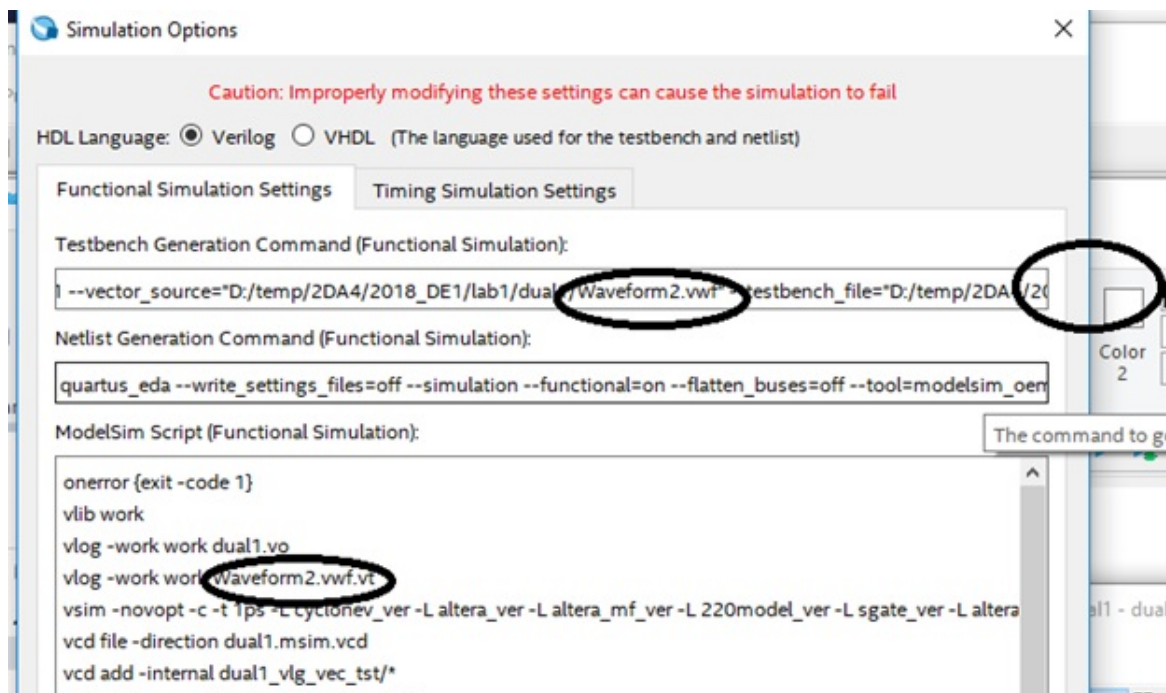 Simulation Options
Caution: Improperly modifying these settings can cause the simulation to fail
HDL Language: Verilog VHDL (The language used for the testbench and netlist)
Functional Simulation Settings Timing Simulation Settings
Testbench Generation Command (Functional Simulation):
--vector_source="D:/temp/2DA4/2018_DE1/lab1/dual Waveform2.vwf" testbench_file="D:/temp/2DA
Netlist Generation Command (Functional Simulation):
quartus_eda --write_settings_files=off --simulation --functional=on --flatten_buses=off --tool=modelsim_oem
Color
2
ModelSim Script (Functional Simulation):
The command to g
onerror {exit -code 1}
vlib work
vlog -work work dual1.vo
vlog -work work Waveform2.vwf.vt
vsim -novopt -c -t 1ps -L cyclonev_ver -L altera_ver -L altera_mf_ver -L 220model_ver -L sgate_ver -L altera
al1 - dua
vcd file -direction dual1.msim.vcd
vcd add -internal dual1_vlg_vec_tst/*